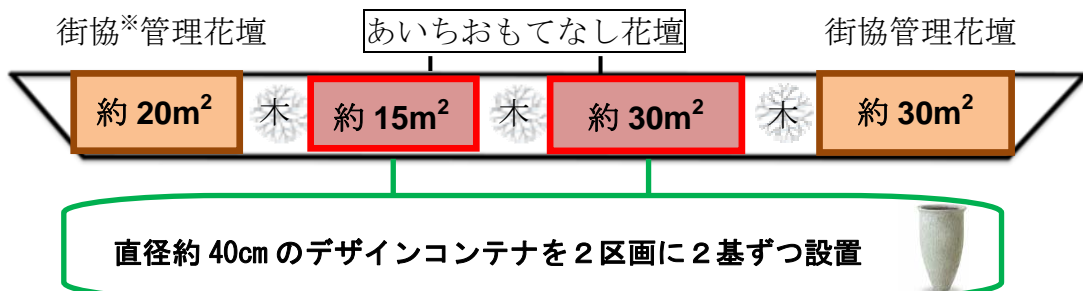 街協※管理花壇 あいちおもてなし花壇 街協管理花壇
約 20m² 木 約 15m² 木 約 30m² 木 約 30m²
直径約 40㎝ のデザインコンテナを２区画に２基ずつ設置